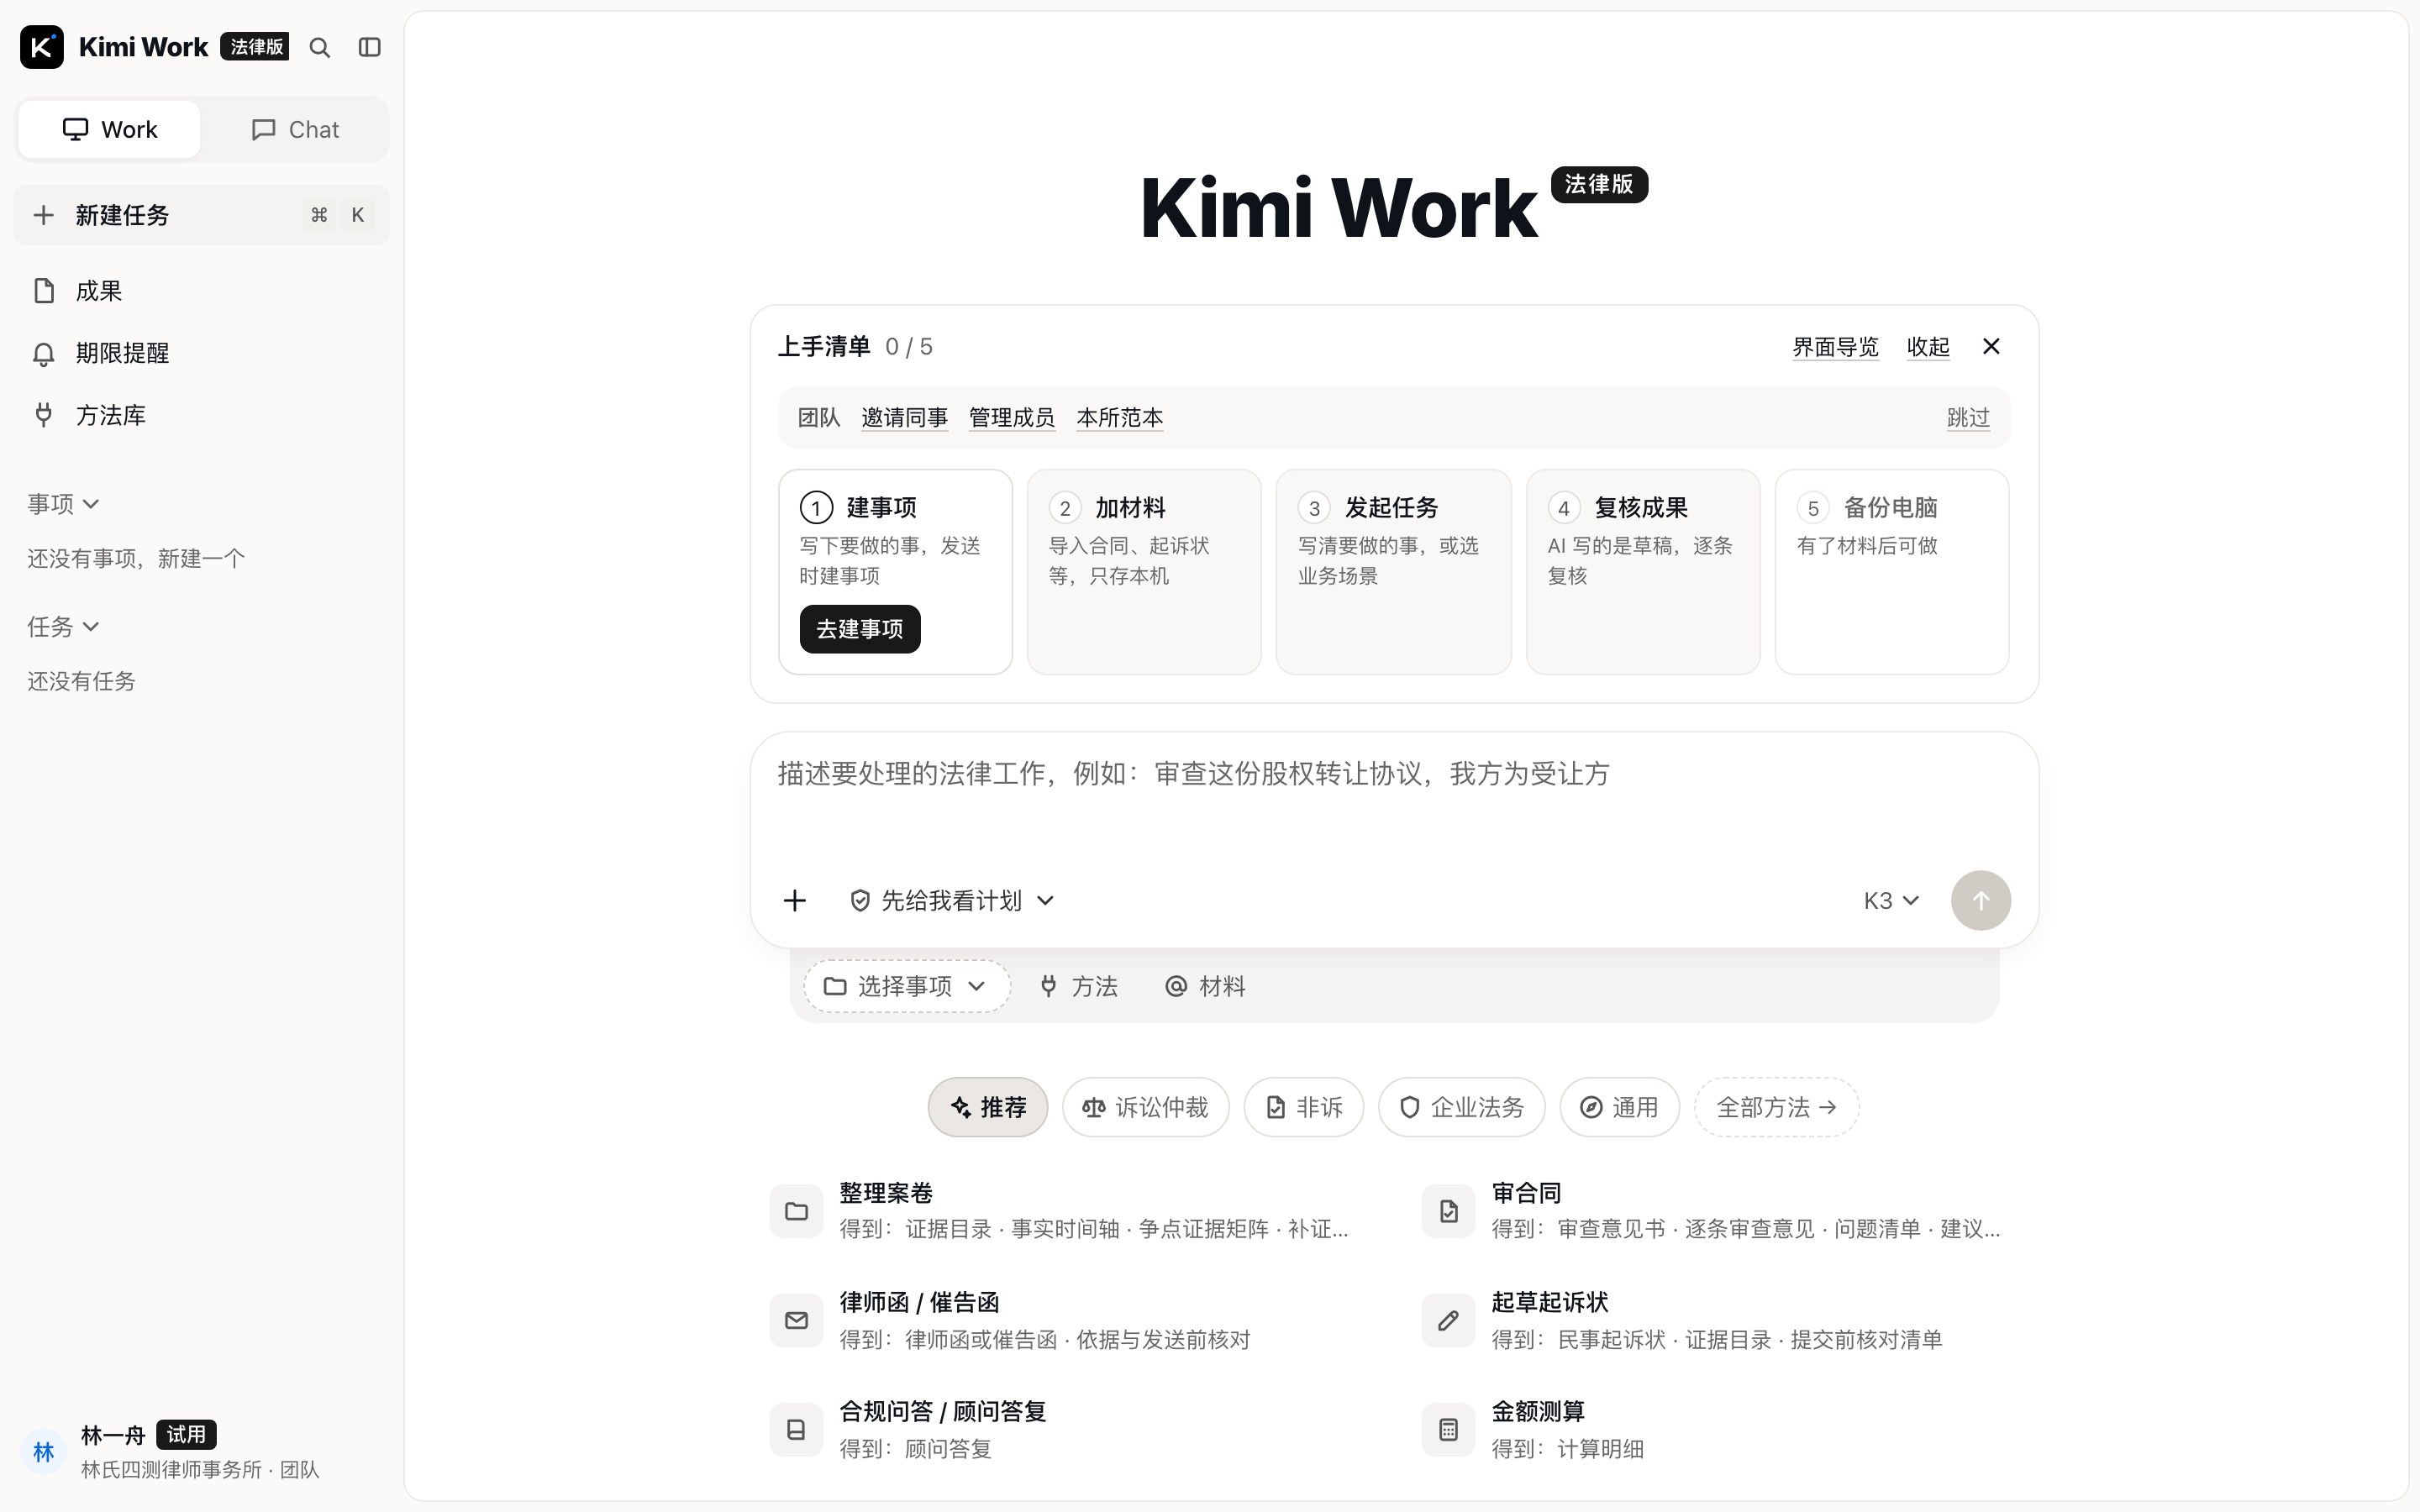 Kimi Work 法律版
Work
Chat
新建任务 ⌘ K
成果
期限提醒
方法库
事项
还没有事项，新建一个
任务
还没有任务
林
林一舟 试用
林氏四测律师事务所 · 团队
Kimi Work 法律版
上手清单 0 / 5
界面导览 收起
团队 邀请同事 管理成员 本所范本
跳过
1 建事项
写下要做的事，发送
时建事项
去建事项
2 加材料
导入合同、起诉状
等，只存本机
3 发起任务
写清要做的事，或选
业务场景
4 复核成果
AI 写的是草稿，逐条
复核
5 备份电脑
有了材料后可做
描述要处理的法律工作，例如：审查这份股权转让协议，我方为受让方
先给我看计划
K3
选择事项 方法 材料
推荐 诉讼仲裁 非诉 企业法务 通用 全部方法 →
整理案卷
得到：证据目录 · 事实时间轴 · 争点证据矩阵 · 补证...
审合同
得到：审查意见书 · 逐条审查意见 · 问题清单 · 建议...
律师函 / 催告函
得到：律师函或催告函 · 依据与发送前核对
起草起诉状
得到：民事起诉状 · 证据目录 · 提交前核对清单
合规问答 / 顾问答复
得到：顾问答复
金额测算
得到：计算明细